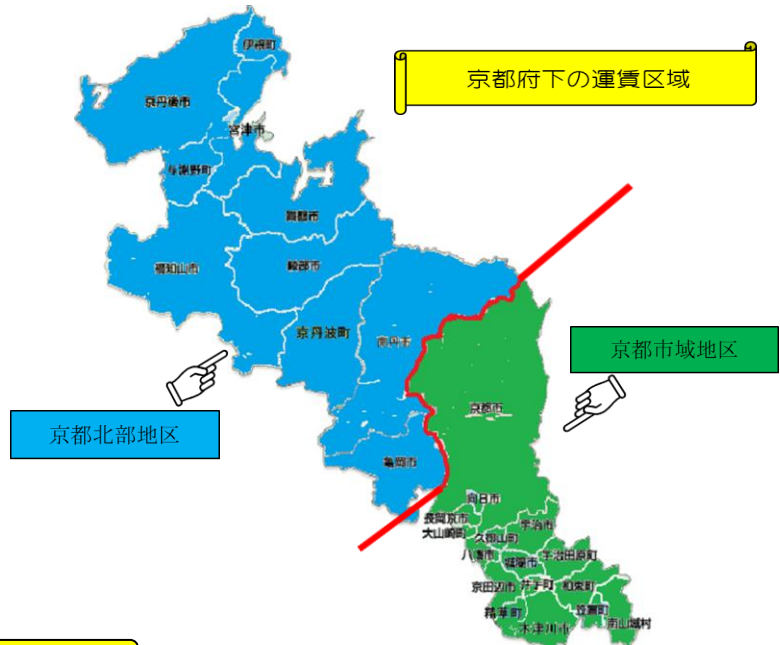 京都府下の運賃区域
伊根町
京丹後市
宮津市
与謝野町
舞鶴市
福知山市
綾部市
京丹波町
南丹市
京都市域地区
京都市
京都北部地区
亀岡市
向日市
長岡京市
宇治市
大山崎町
久御山町
八幡市
城陽市
宇治田原町
京田辺市
井手町
和束町
精華町
笠置町
木津川市
南山城村